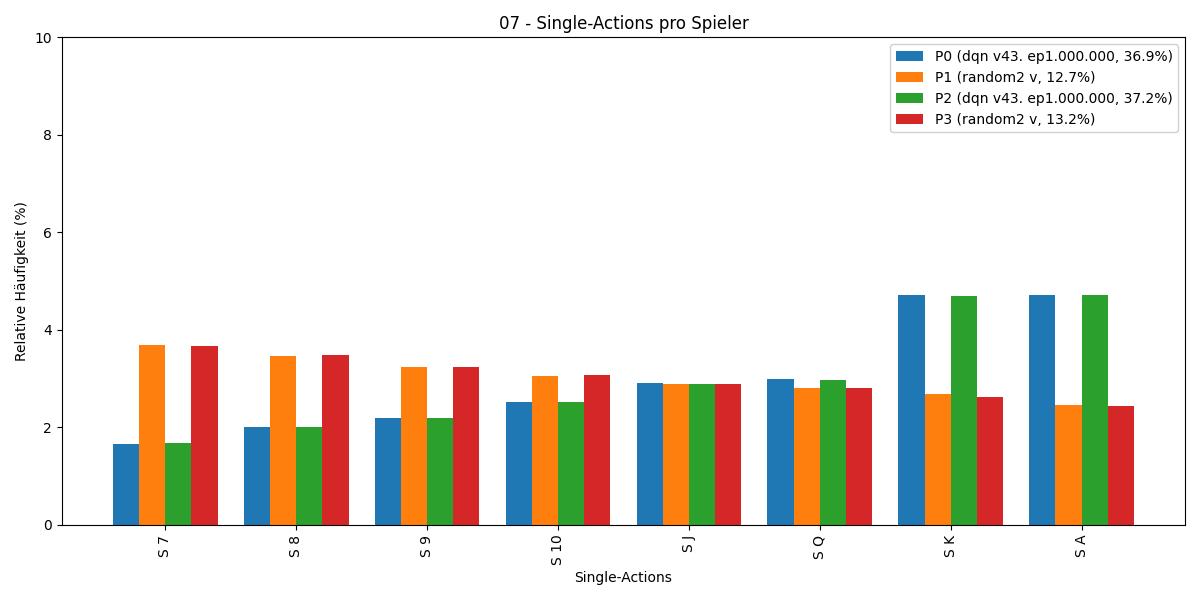 07 - Single-Actions pro Spieler
P0 (dqn v43. ep1.000.000, 36.9%)
P1 (random2 v, 12.7%)
P2 (dqn v43. ep1.000.000, 37.2%)
P3 (random2 v, 13.2%)
Relative Häufigkeit (%)
10
8
6
4
2
0
S 7
S 8
S 9
S 10
S J
S Q
S K
S A
Single-Actions